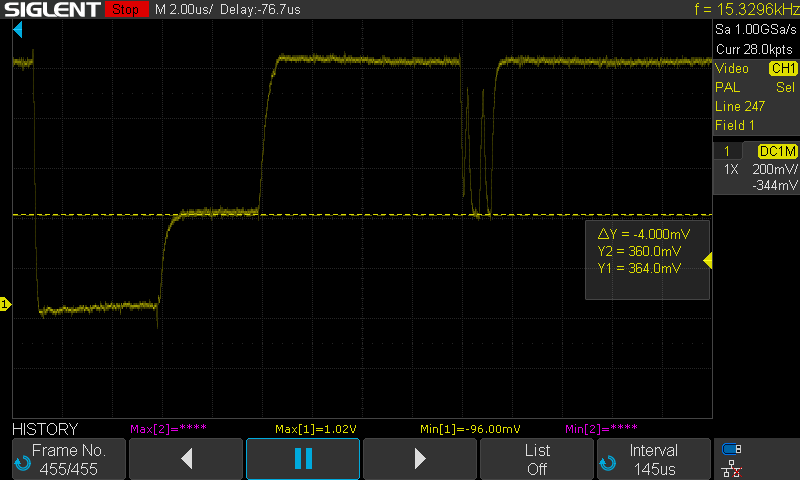 SIGLENT Stop M 2.00us/ Delay:-76.7us f = 15.3296kHz
Sa 1.00GSa/s
Curr 28.0kpts
Video CH1
PAL Sel
Line 247
Field 1
1 DC1M
1X 200mV/
-344mV
△Y = -4.000mV
Y2 = 360.0mV
Y1 = 364.0mV
1
HISTORY Max[2]=**** Max[1]=1.02V Min[1]=-96.00mV Min[2]=****
Frame No.
455/455
List
Off
Interval
145us